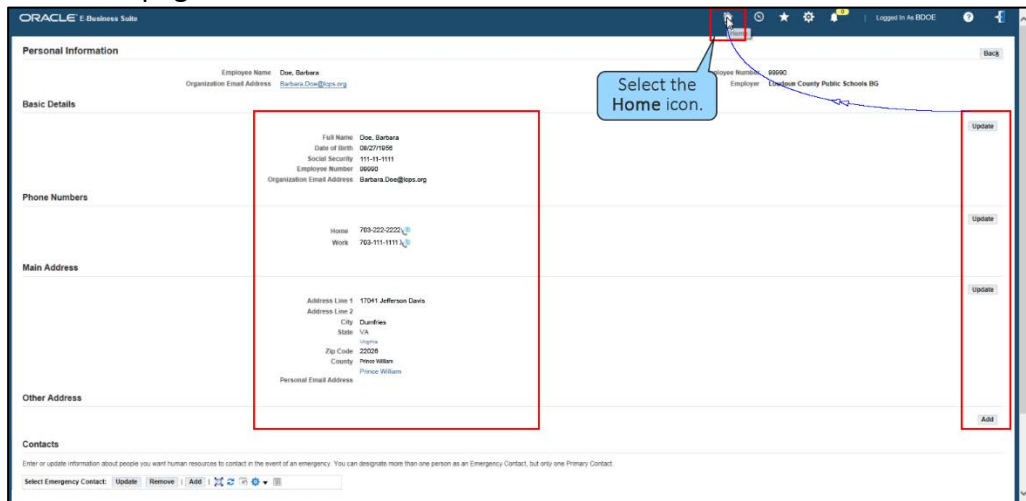 ORACLE E-Business Suite
Logged In As BDOE
Home
Personal Information
Back
Employee Name Doe, Barbara
Employee Number 99990
Organization Email Address Barbara.Doe@lcps.org
Employer Loudoun County Public Schools BG
Select the
Home icon.
Basic Details
Update
Full Name Doe, Barbara
Date of Birth 08/27/1956
Social Security 111-11-1111
Employee Number 99990
Organization Email Address Barbara.Doe@lcps.org
Phone Numbers
Update
Home 703-222-2222
Work 703-111-1111
Main Address
Update
Address Line 1 17041 Jefferson Davis
Address Line 2
City Dumfries
State VA
Virginia
Zip Code 22026
County Prince William
Prince William
Personal Email Address
Other Address
Add
Contacts
Enter or update information about people you want human resources to contact in the event of an emergency. You can designate more than one person as an Emergency Contact, but only one Primary Contact.
Select Emergency Contact: Update Remove | Add |